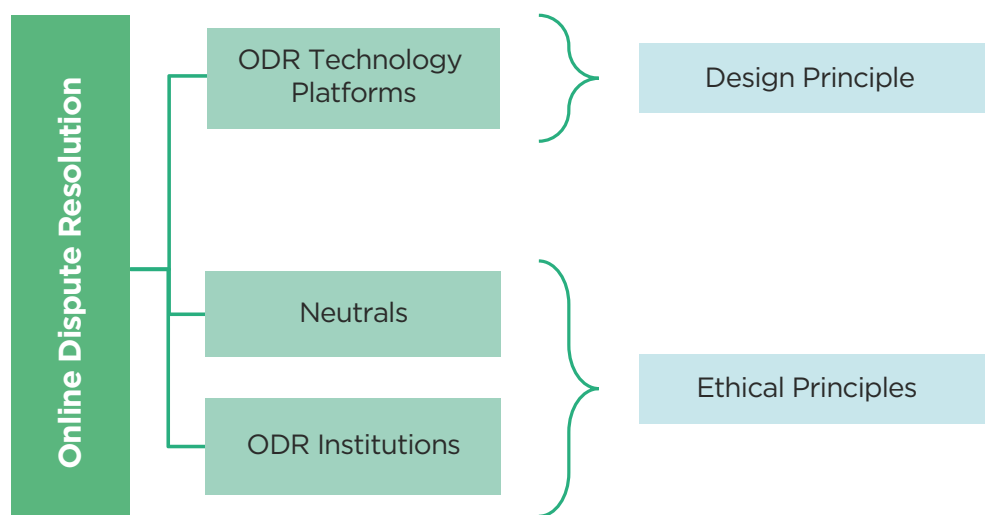 Online Dispute Resolution
ODR Technology
Platforms
Design Principle
Neutrals
Ethical Principles
ODR Institutions